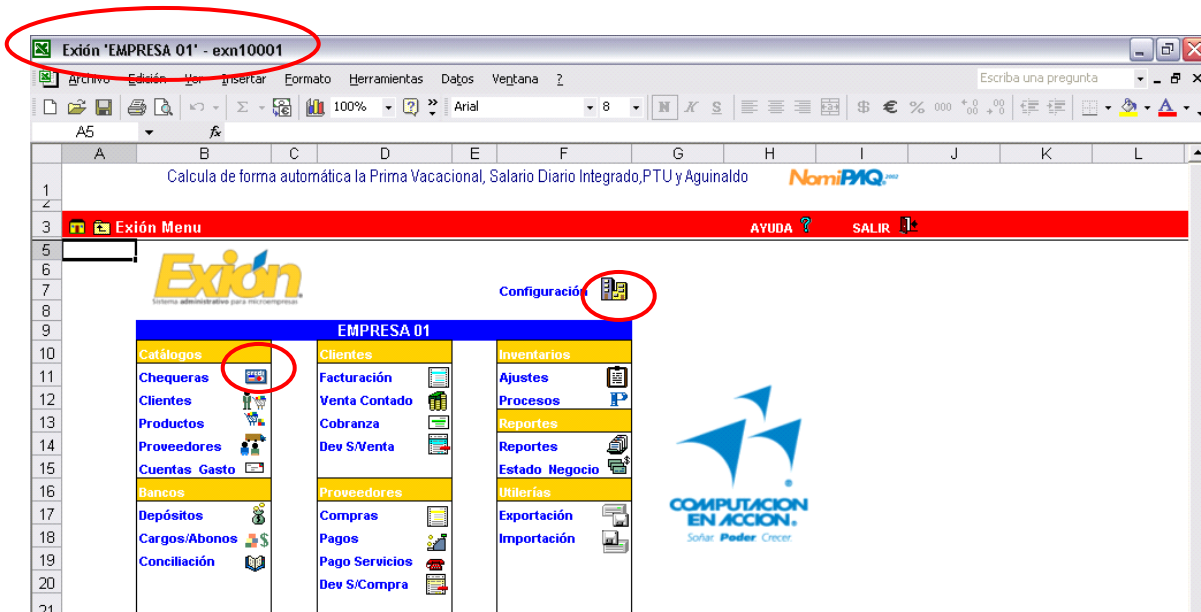 Exión 'EMPRESA 01' - exn10001
Archivo Edición Ver Insertar Formato Herramientas Datos Ventana ? Escriba una pregunta
Σ 100% ? » Arial 8 N K S $ € % 000
A5 fx
A B C D E F G H I J K L
1 Calcula de forma automática la Prima Vacacional, Salario Diario Integrado,PTU y Aguinaldo NomiPAQ 2002
2
3 Exión Menu AYUDA ? SALIR
5
6 Exión
7 Configuración
Sistema administrativo para microempresas
8
9 EMPRESA 01
10 Catálogos Clientes Inventarios
11 Chequeras Facturación Ajustes
12 Clientes Venta Contado Procesos P
13 Productos Cobranza Reportes
14 Proveedores Dev S/Venta Reportes
15 Cuentas Gasto Estado Negocio
16 Bancos Proveedores Utilerías
17 Depósitos Compras Exportación
18 Cargos/Abonos Pagos Importación
19 Conciliación Pago Servicios
20 Dev S/Compra
21
COMPUTACION
EN ACCION
Soñar. Poder. Crecer.